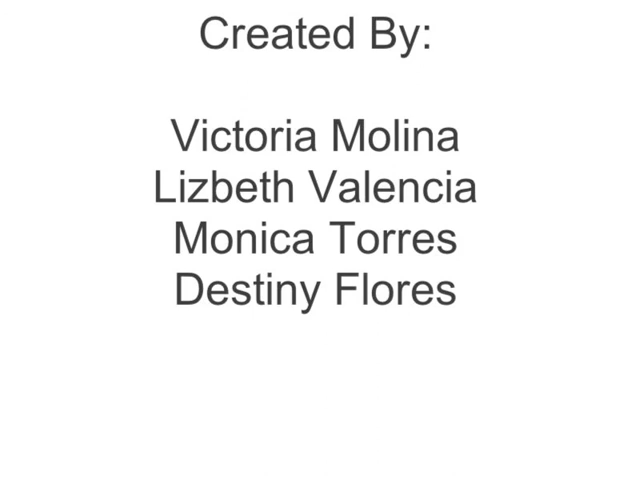 Created By:
Victoria Molina
Lizbeth Valencia
Monica Torres
Destiny Flores